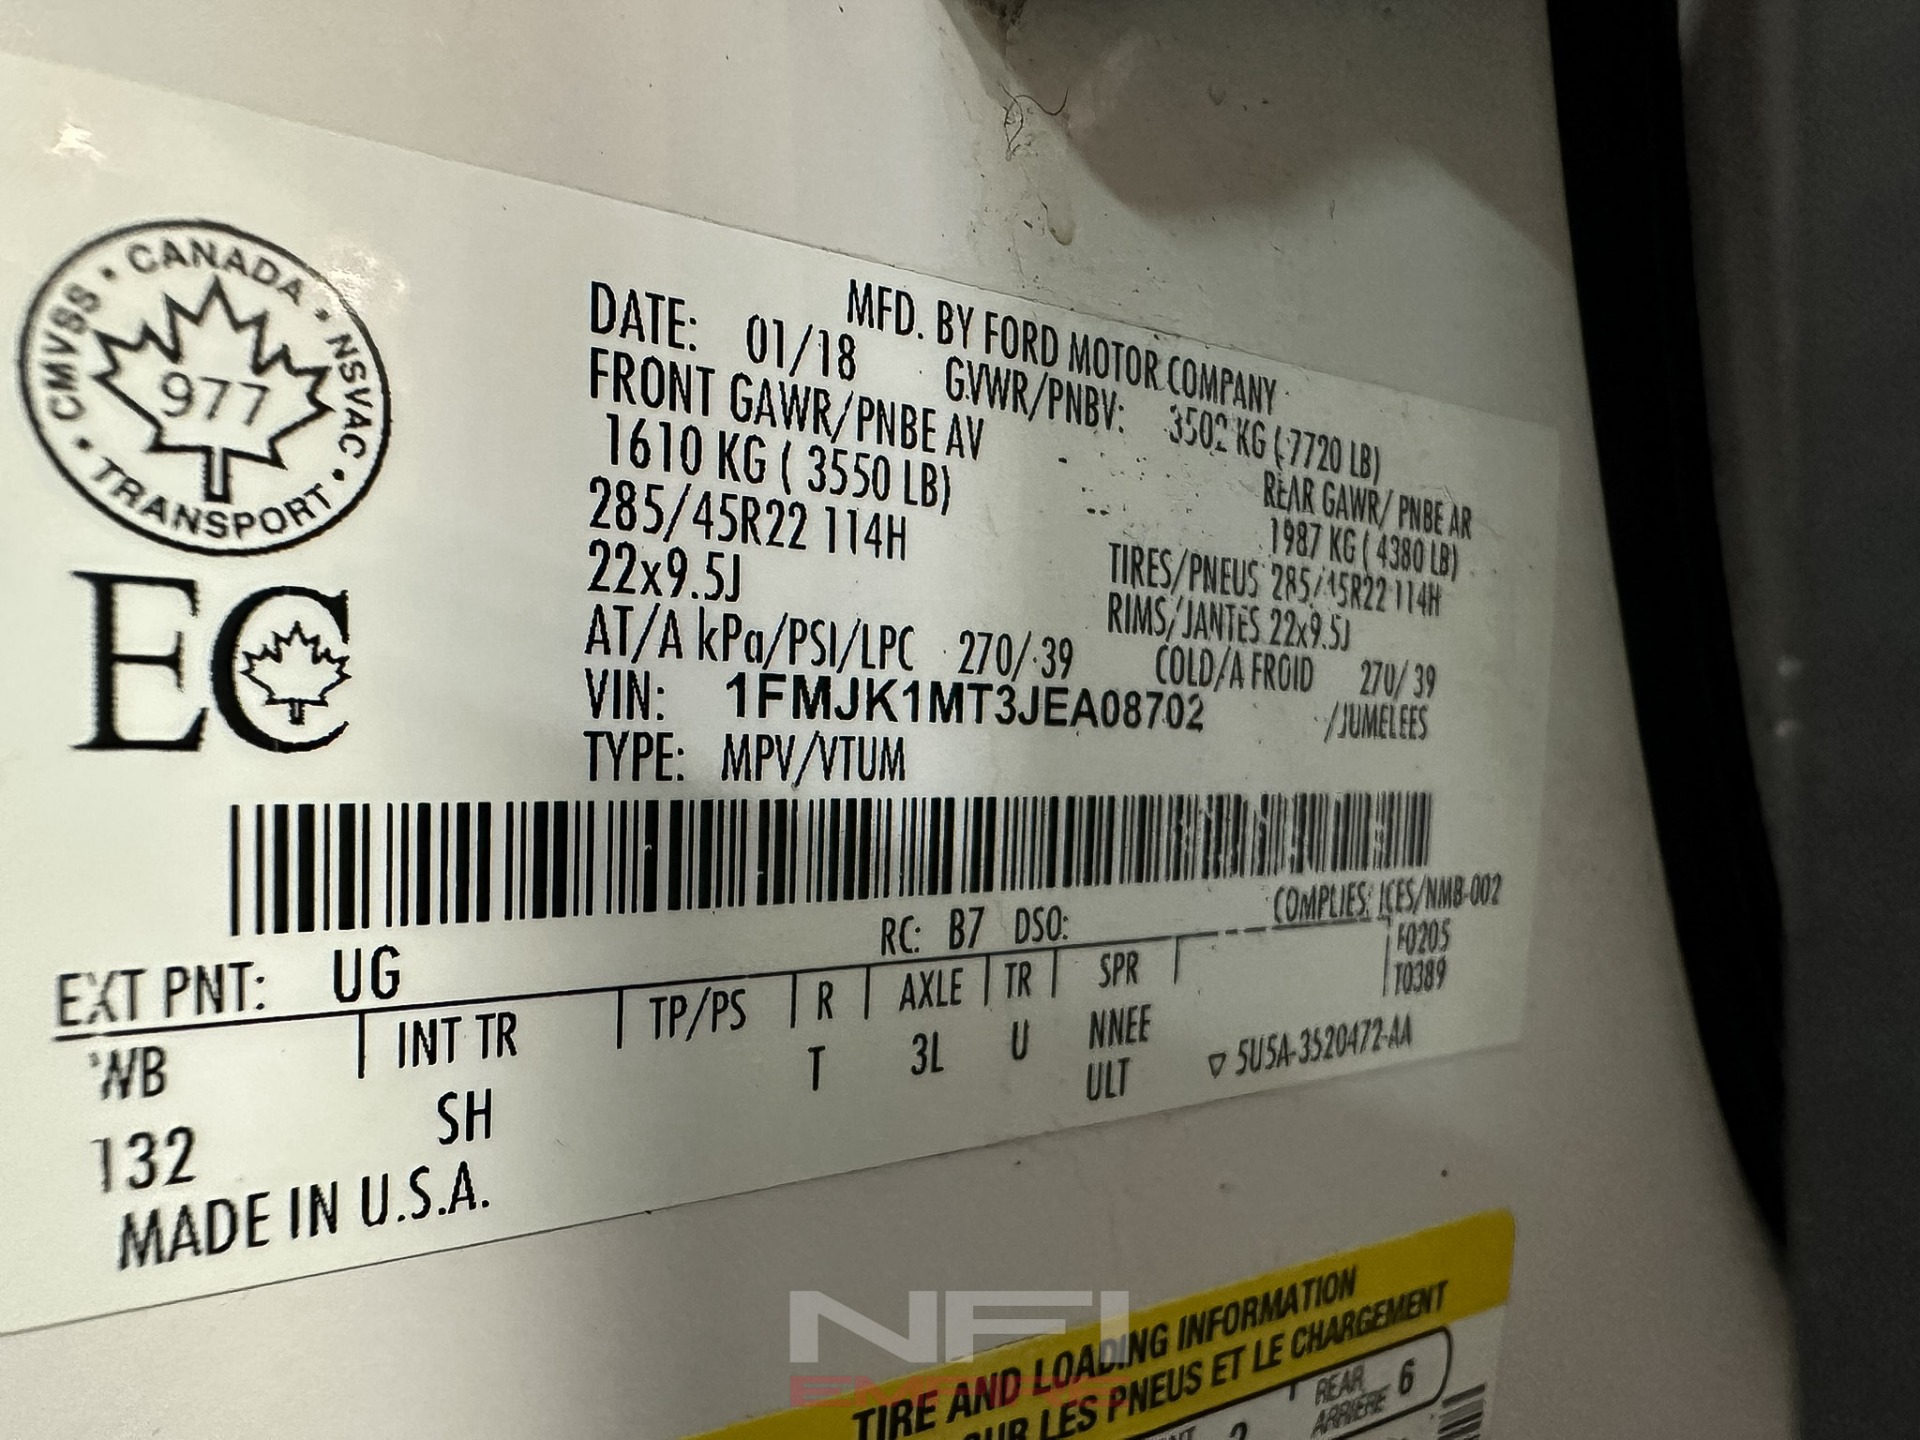 CMVSS • CANADA • NSVAC • TRANSPORT •
977
EC
MFD. BY FORD MOTOR COMPANY
DATE: 01/18 GVWR/PNBV: 3502 KG ( 7720 LB)
FRONT GAWR/PNBE AV REAR GAWR/ PNBE AR
1610 KG ( 3550 LB) 1987 KG ( 4380 LB)
285/45R22 114H TIRES/PNEUS 285/45R22 114H
22x9.5J RIMS/JANTES 22x9.5J
AT/A kPa/PSI/LPC 270/ 39 COLD/A FROID 270/ 39
VIN: 1FMJK1MT3JEA08702 /JUMELEES
TYPE: MPV/VTUM
COMPLIES: ICES/NMB-002
EXT PNT: UG RC: B7 DSO: F0205
WB INT TR TP/PS R AXLE TR SPR T0389
132 SH T 3L U NNEE
ULT ▽ 5U5A-3520472-AA
MADE IN U.S.A.
NFI
EMPIRE
TIRE AND LOADING INFORMATION
LES PNEUS ET LE CHARGEMENT
REAR
ARRIÈRE 6
2